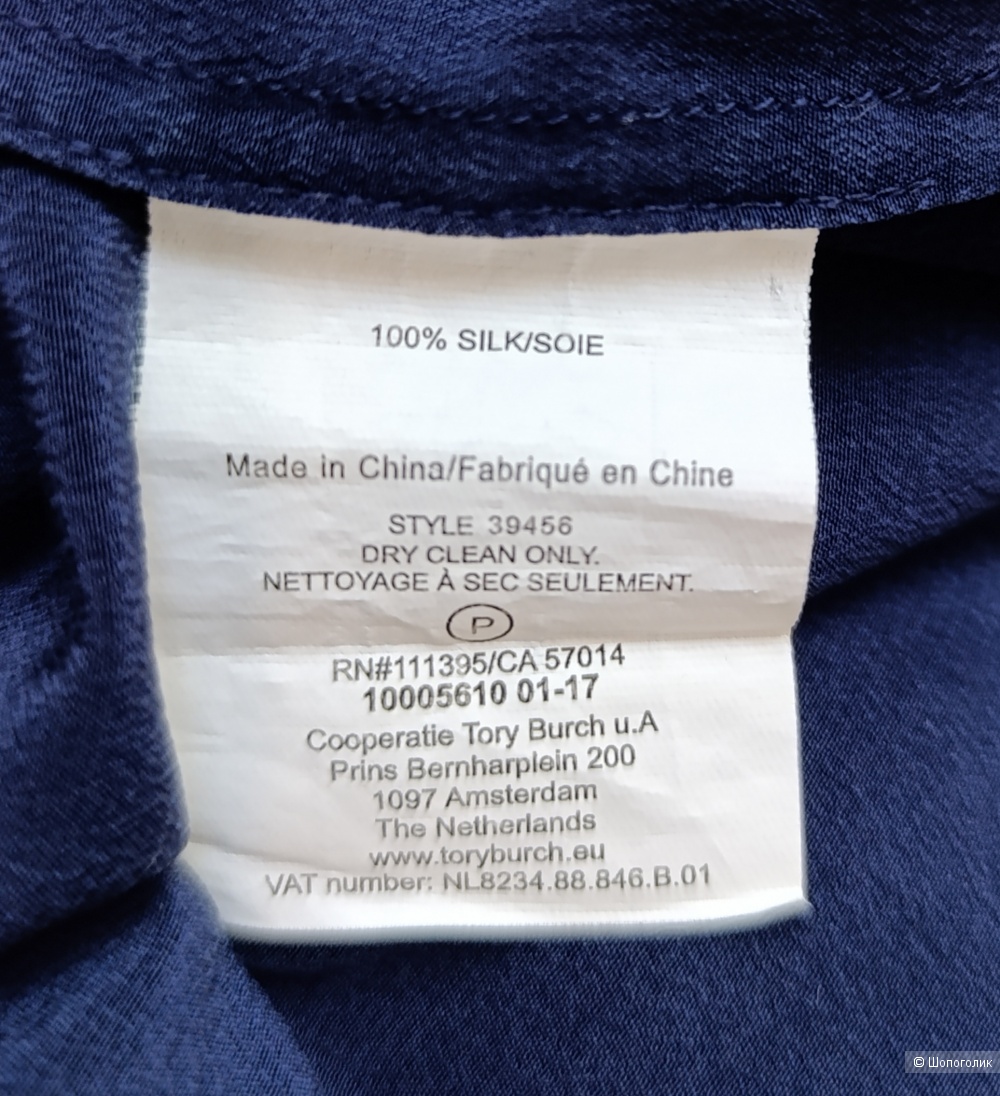 100% SILK/SOIE
Made in China/Fabriqué en Chine
STYLE 39456
DRY CLEAN ONLY.
NETTOYAGE À SEC SEULEMENT.
P
RN#111395/CA 57014
10005610 01-17
Cooperatie Tory Burch u.A
Prins Bernharplein 200
1097 Amsterdam
The Netherlands
www.toryburch.eu
VAT number: NL8234.88.846.B.01
© Шопоголик